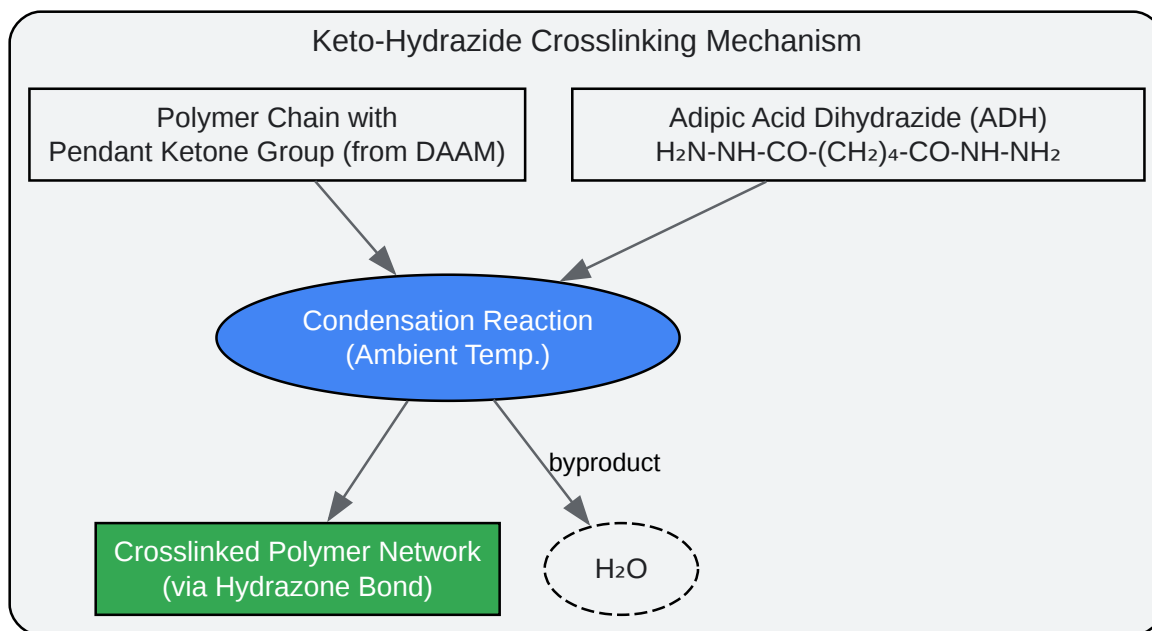 Keto-Hydrazide Crosslinking Mechanism
Polymer Chain with
Pendant Ketone Group (from DAAM)
Adipic Acid Dihydrazide (ADH)
H₂N-NH-CO-(CH₂)₄-CO-NH-NH₂
Condensation Reaction
(Ambient Temp.)
byproduct
Crosslinked Polymer Network
(via Hydrazone Bond)
H₂O